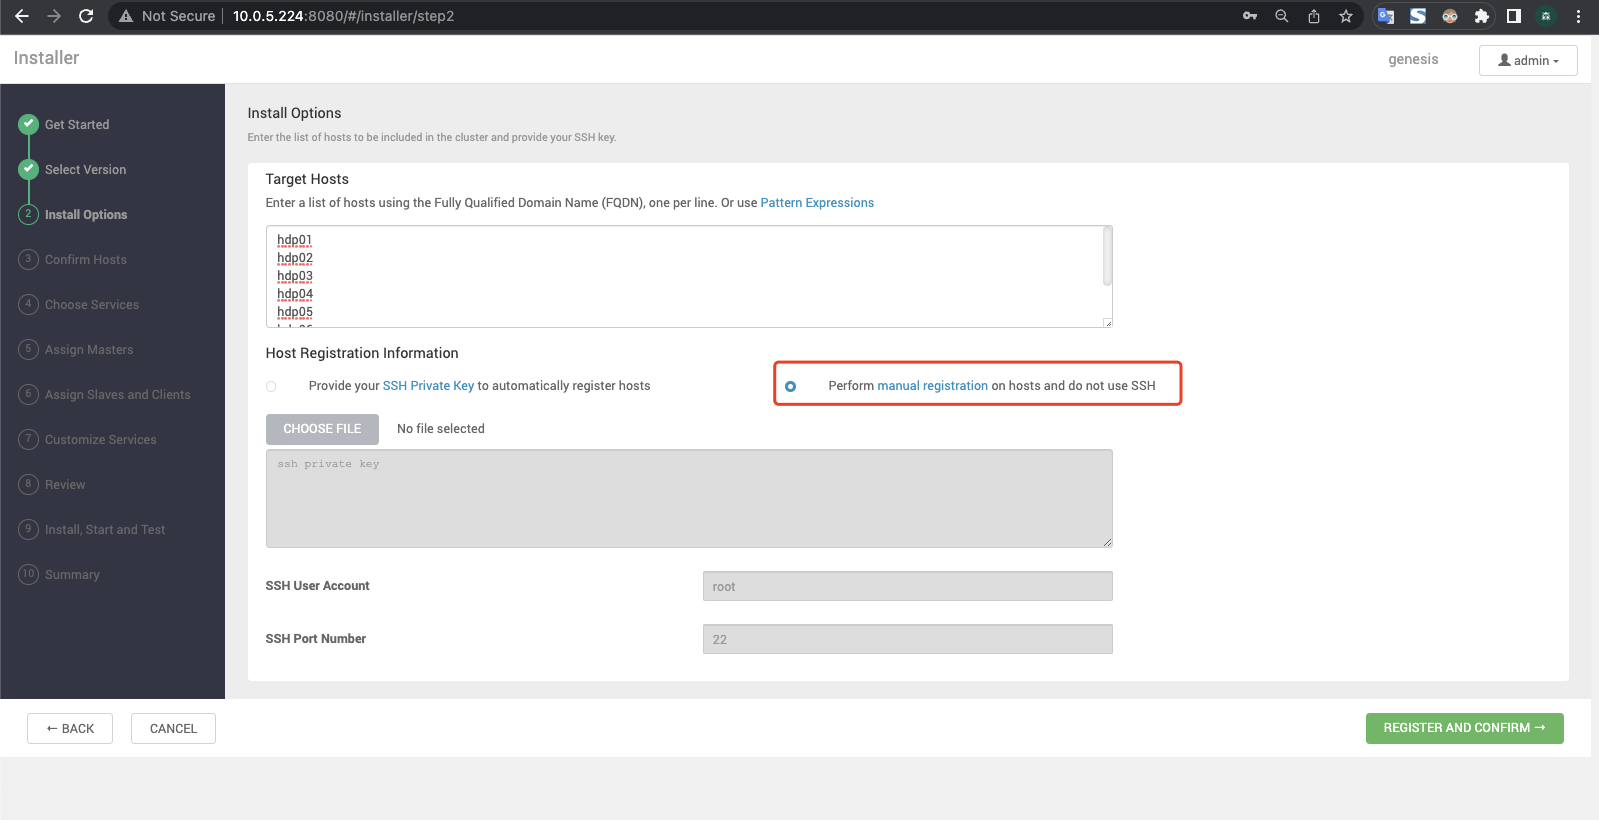 Not Secure | 10.0.5.224:8080/#/installer/step2
Installer
genesis
admin
Get Started
Select Version
2 Install Options
3 Confirm Hosts
4 Choose Services
5 Assign Masters
6 Assign Slaves and Clients
7 Customize Services
8 Review
9 Install, Start and Test
10 Summary
Install Options
Enter the list of hosts to be included in the cluster and provide your SSH key.
Target Hosts
Enter a list of hosts using the Fully Qualified Domain Name (FQDN), one per line. Or use Pattern Expressions
hdp01
hdp02
hdp03
hdp04
hdp05
Host Registration Information
Provide your SSH Private Key to automatically register hosts
Perform manual registration on hosts and do not use SSH
CHOOSE FILE No file selected
ssh private key
SSH User Account root
SSH Port Number 22
← BACK
CANCEL
REGISTER AND CONFIRM →